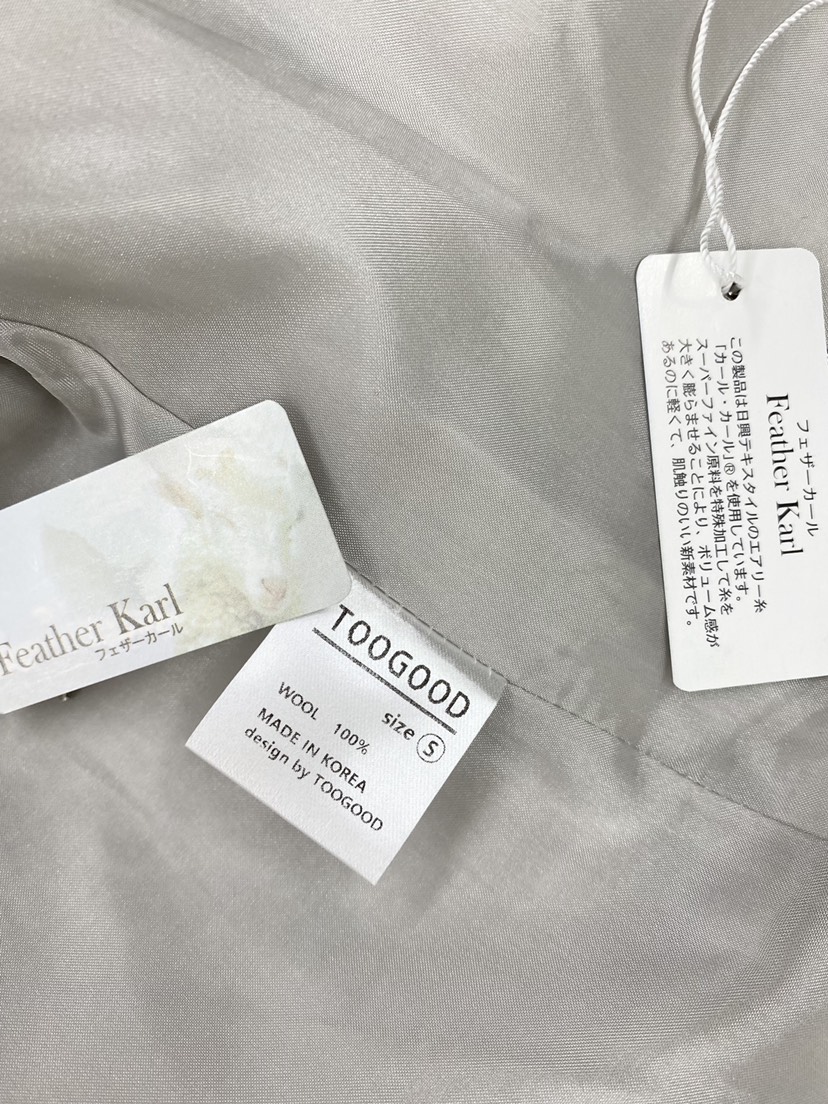 フェザーカール
Feather Karl
この製品は日興テキスタイルのエアリー糸
「カール・カール」®を使用しています。
スーパーファイン原料を特殊加工して糸を
大きく膨らませることにより、ボリューム感が
あるのに軽くて、肌触りのいい新素材です。
Feather Karl
フェザーカール
TOOGOOD
size S
WOOL 100%
MADE IN KOREA
design by TOOGOOD